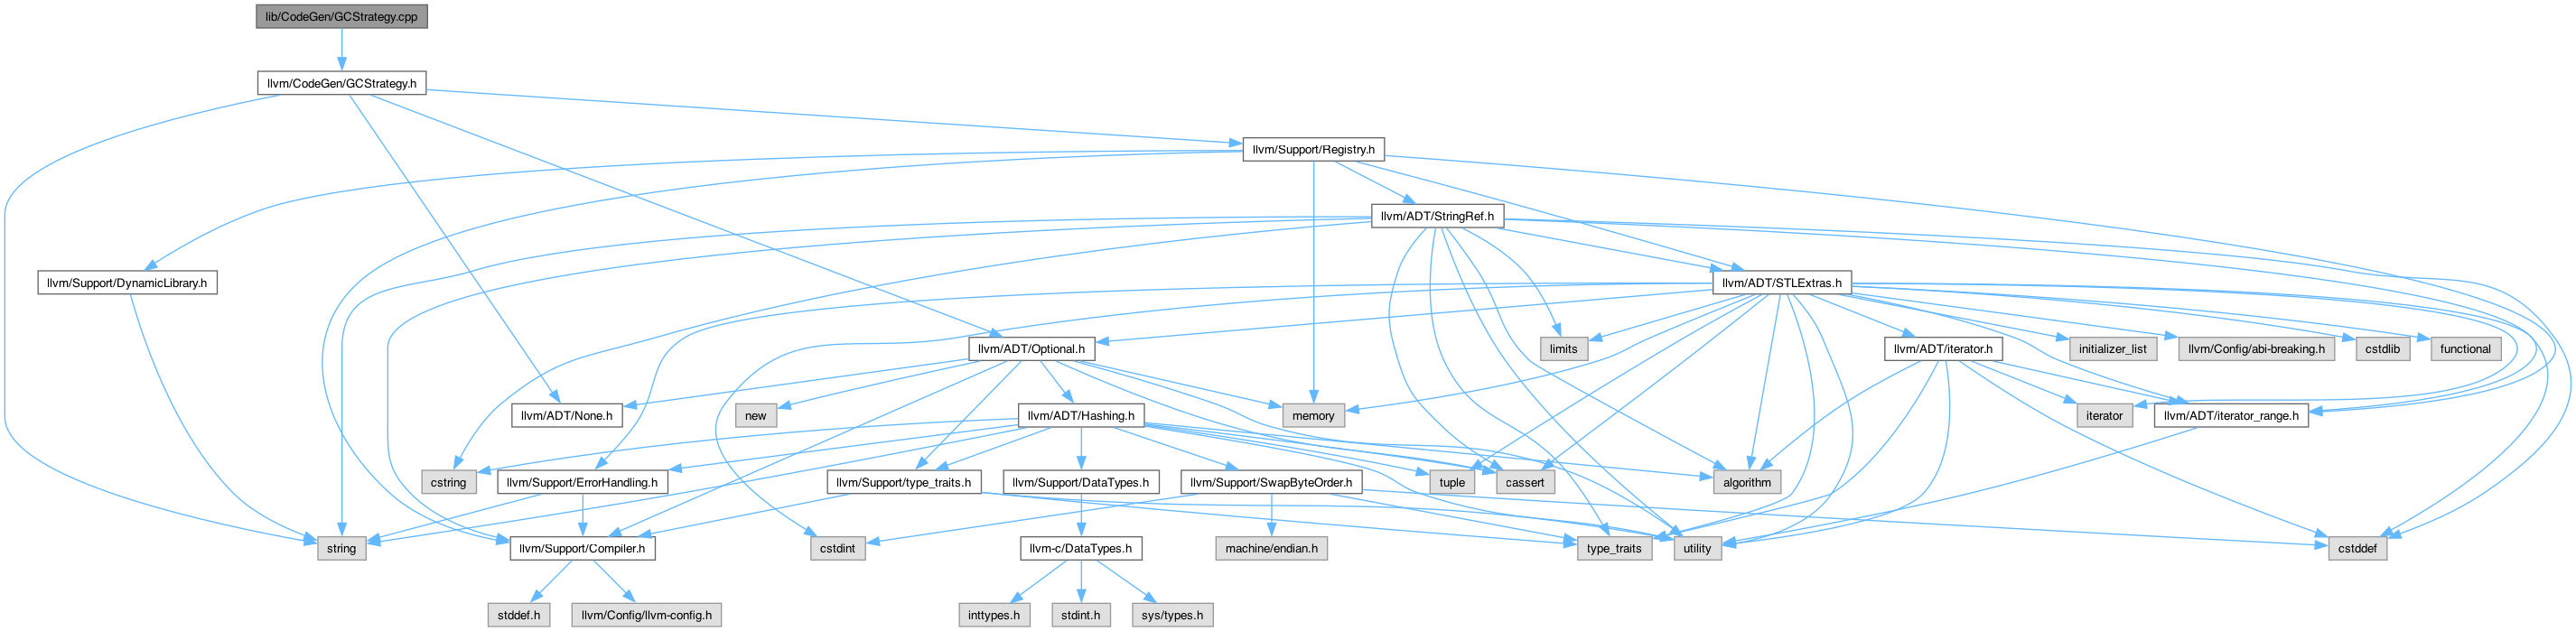 lib/CodeGen/GCStrategy.cpp
llvm/CodeGen/GCStrategy.h
llvm/Support/Registry.h
llvm/ADT/StringRef.h
llvm/Support/DynamicLibrary.h
llvm/ADT/STLExtras.h
llvm/ADT/Optional.h
limits
llvm/ADT/iterator.h
initializer_list
llvm/Config/abi-breaking.h
cstdlib
functional
llvm/ADT/None.h
new
llvm/ADT/Hashing.h
memory
iterator
llvm/ADT/iterator_range.h
cstring
llvm/Support/ErrorHandling.h
llvm/Support/type_traits.h
llvm/Support/DataTypes.h
llvm/Support/SwapByteOrder.h
tuple
cassert
algorithm
string
llvm/Support/Compiler.h
cstdint
llvm-c/DataTypes.h
machine/endian.h
type_traits
utility
cstddef
stddef.h
llvm/Config/llvm-config.h
inttypes.h
stdint.h
sys/types.h